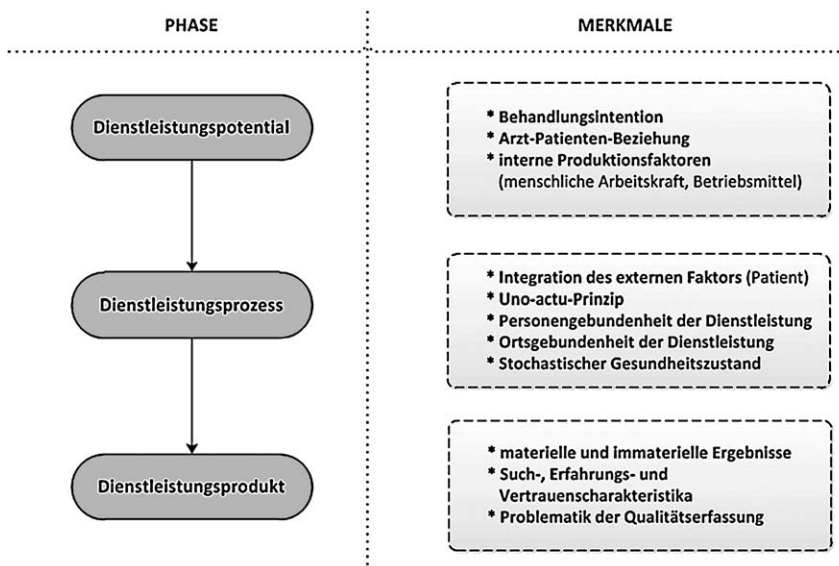 PHASE
MERKMALE
Dienstleistungspotential
* Behandlungsintention
* Arzt-Patienten-Beziehung
* interne Produktionsfaktoren
(menschliche Arbeitskraft, Betriebsmittel)
Dienstleistungsprozess
* Integration des externen Faktors (Patient)
* Uno-actu-Prinzip
* Personengebundenheit der Dienstleistung
* Ortsgebundenheit der Dienstleistung
* Stochastischer Gesundheitszustand
Dienstleistungsprodukt
* materielle und immaterielle Ergebnisse
* Such-, Erfahrungs- und
Vertrauenscharakteristika
* Problematik der Qualitätserfassung